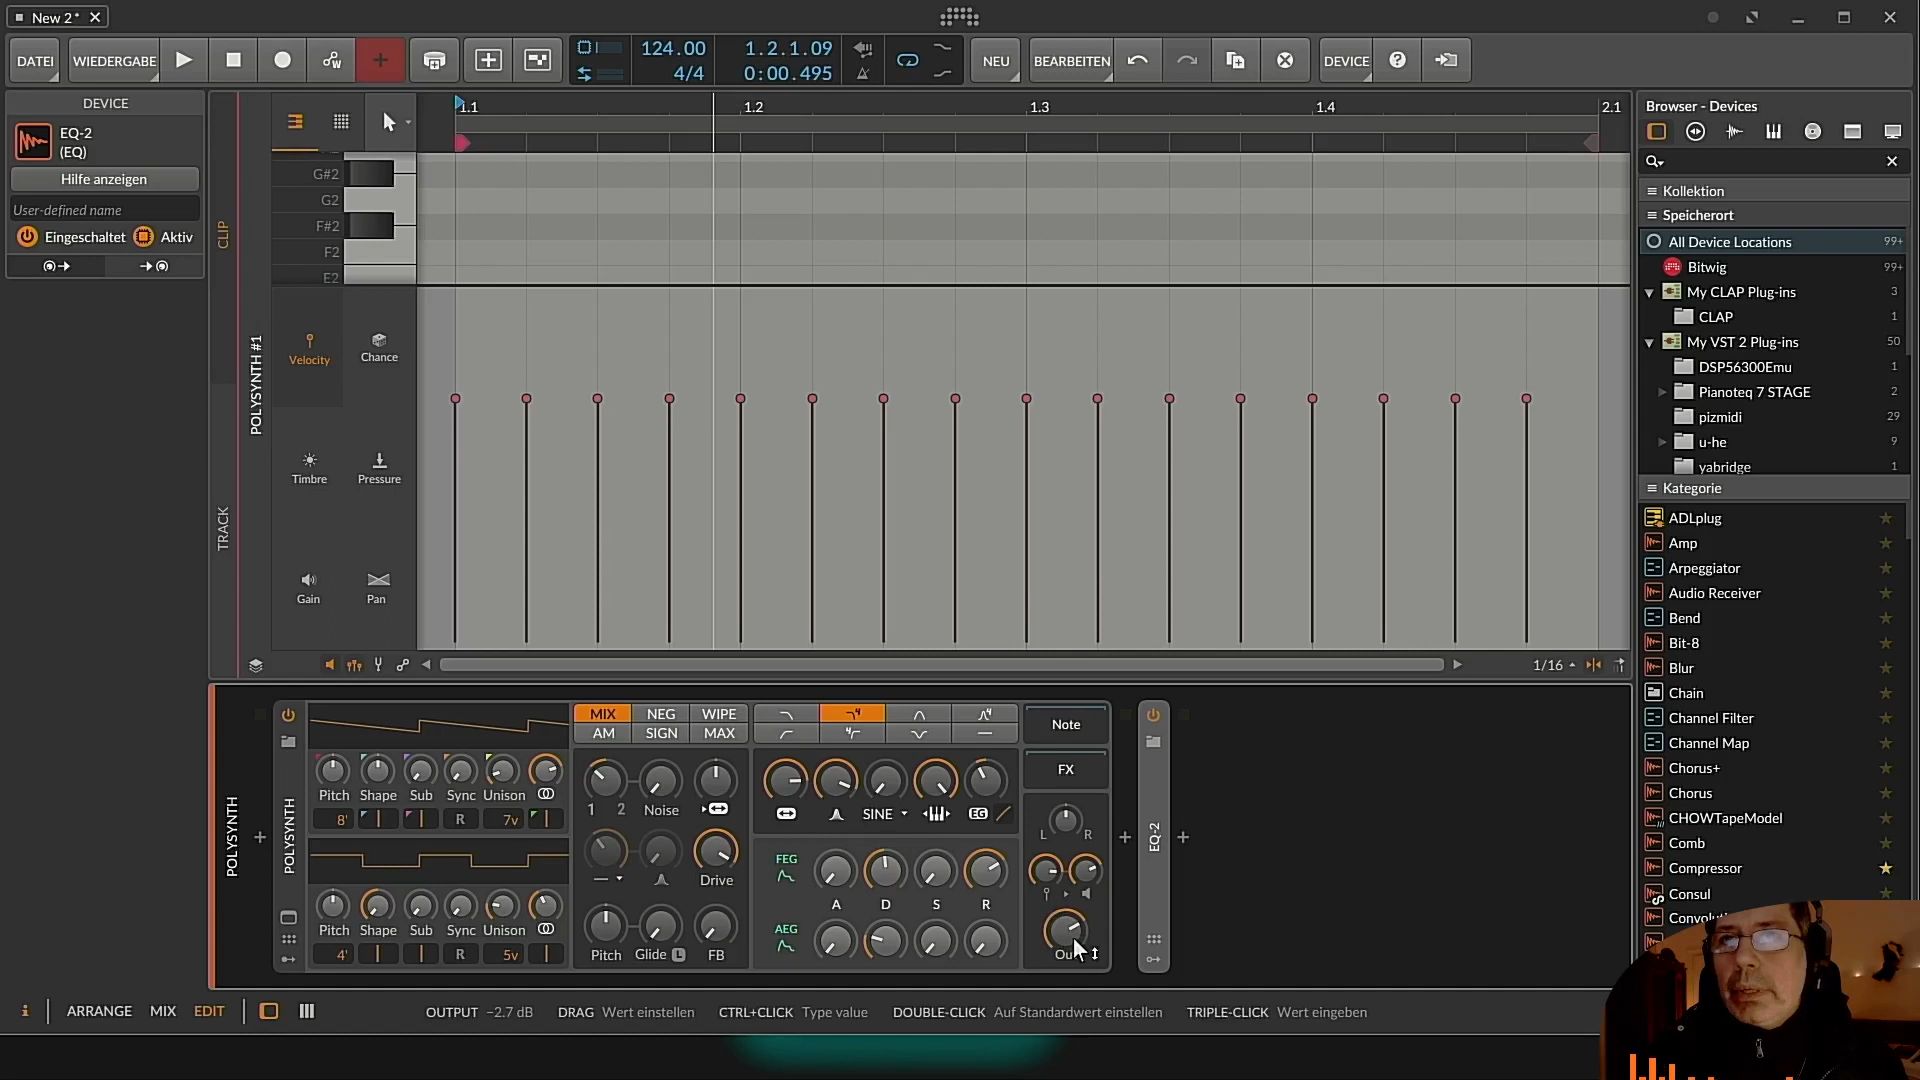 New 2*
DATEI
WIEDERGABE
124.00
4/4
1.2.1.09
0:00.495
NEU
BEARBEITEN
DEVICE
DEVICE
EQ-2
(EQ)
Hilfe anzeigen
User-defined name
Eingeschaltet
Aktiv
CLIP
TRACK
POLYSYNTH #1
1.1
1.2
1.3
1.4
2.1
G#2
G2
F#2
F2
E2
Velocity
Chance
Timbre
Pressure
Gain
Pan
1/16
Browser - Devices
Kollektion
Speicherort
All Device Locations 99+
Bitwig 99+
My CLAP Plug-ins 3
CLAP 1
My VST 2 Plug-ins 50
DSP56300Emu 1
Pianoteq 7 STAGE 2
pizmidi 29
u-he 9
yabridge 1
Kategorie
ADLplug
Amp
Arpeggiator
Audio Receiver
Bend
Bit-8
Blur
Chain
Channel Filter
Channel Map
Chorus+
Chorus
CHOWTapeModel
Comb
Compressor
Consul
POLYSYNTH
POLYSYNTH
Pitch Shape Sub Sync Unison
8' R 7v
Pitch Shape Sub Sync Unison
4' R 5v
MIX NEG WIPE
AM SIGN MAX
1 2 Noise
Drive
Pitch Glide L FB
SINE
EG
FEG
A D S R
AEG
Note
FX
L R
EQ-2
ARRANGE MIX EDIT
OUTPUT −2.7 dB
DRAG Wert einstellen
CTRL+CLICK Type value
DOUBLE-CLICK Auf Standardwert einstellen
TRIPLE-CLICK Wert eingeben